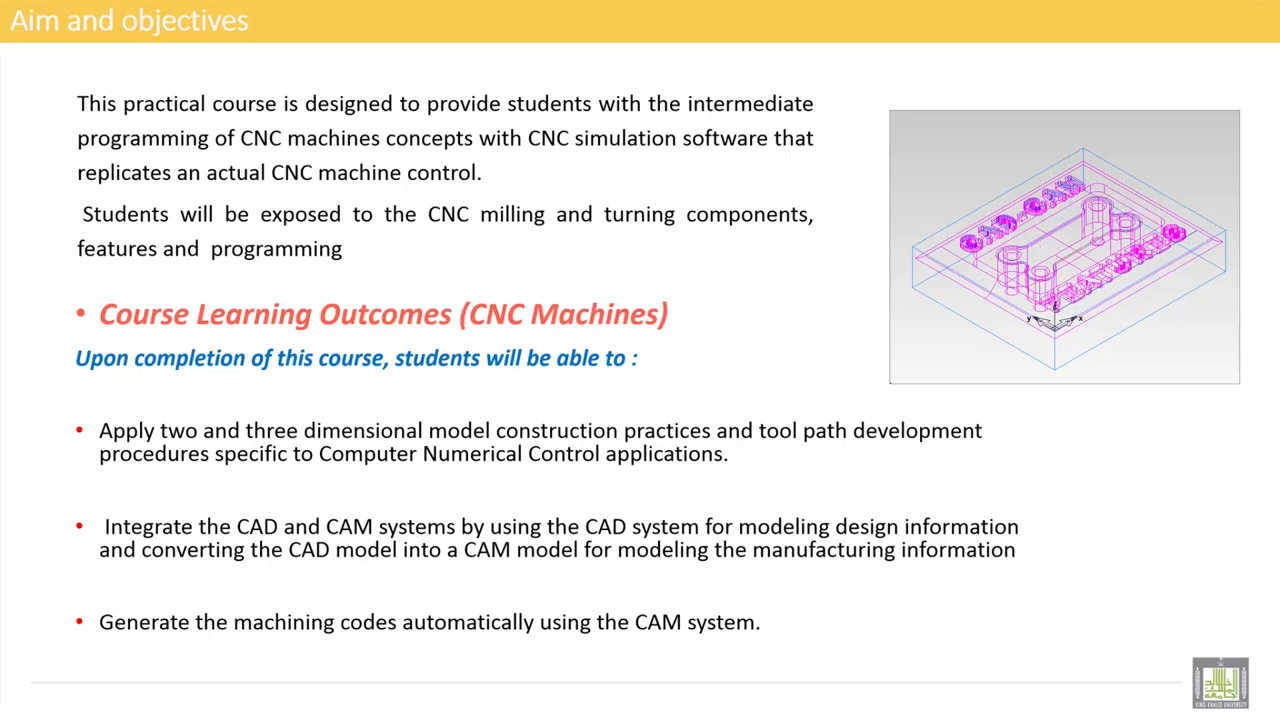 Aim and objectives
This practical course is designed to provide students with the intermediate
programming of CNC machines concepts with CNC simulation software that
replicates an actual CNC machine control.
Students will be exposed to the CNC milling and turning components,
features and programming
• Course Learning Outcomes (CNC Machines)
Upon completion of this course, students will be able to :
• Apply two and three dimensional model construction practices and tool path development
procedures specific to Computer Numerical Control applications.
• Integrate the CAD and CAM systems by using the CAD system for modeling design information
and converting the CAD model into a CAM model for modeling the manufacturing information
• Generate the machining codes automatically using the CAM system.
KING KHALID UNIVERSITY